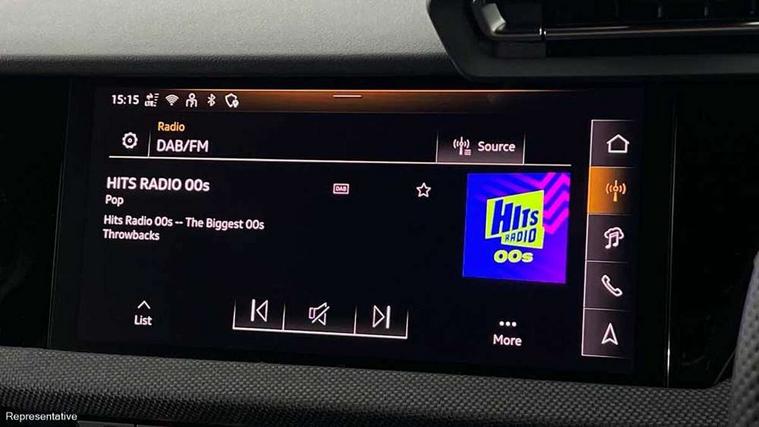 15:15 LTE
Radio
DAB/FM
Source
HITS RADIO 00s
DAB
Pop
Hits Radio 00s -- The Biggest 00s
Throwbacks
HITS
RADIO
00s
List
More
Representative